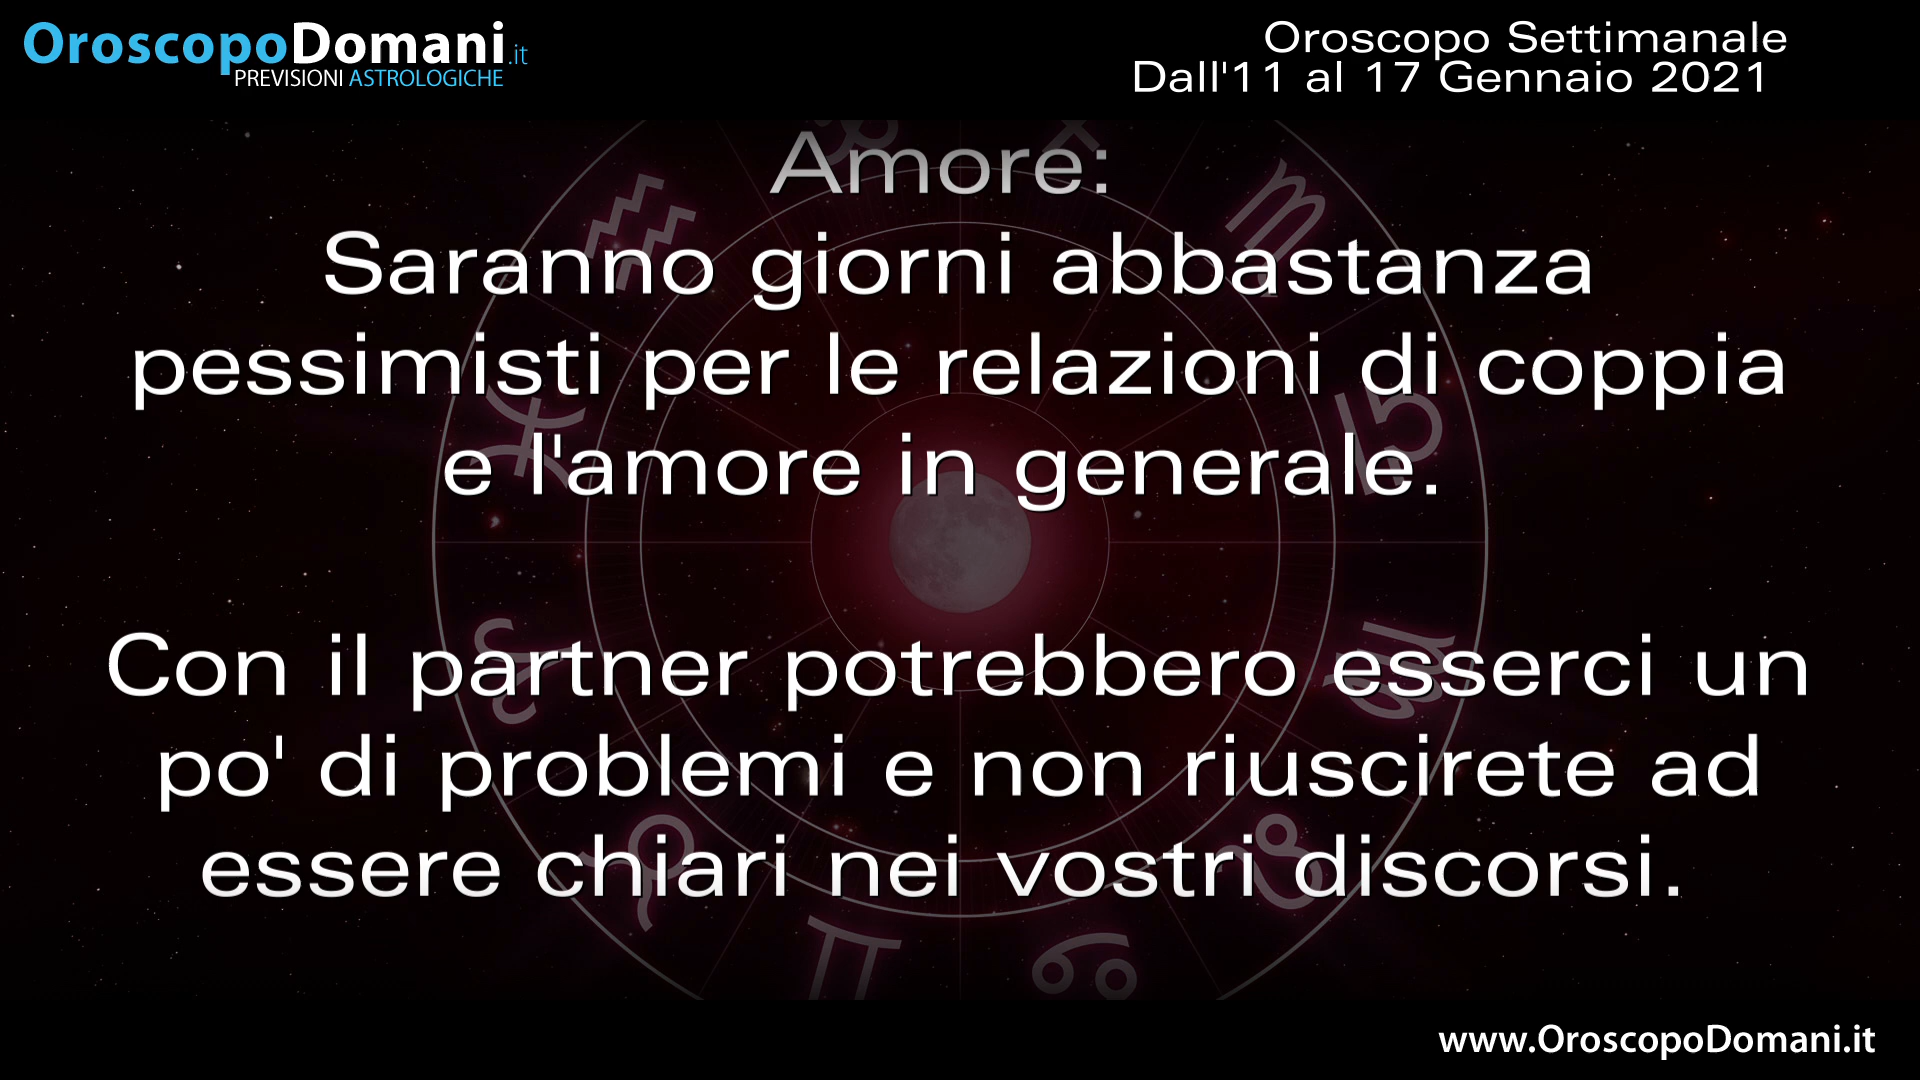 OroscopoDomani.it
PREVISIONI ASTROLOGICHE
Oroscopo Settimanale
Dall'11 al 17 Gennaio 2021
Amore:
Saranno giorni abbastanza
pessimisti per le relazioni di coppia
e l'amore in generale.
Con il partner potrebbero esserci un
po' di problemi e non riuscirete ad
essere chiari nei vostri discorsi.
www.OroscopoDomani.it